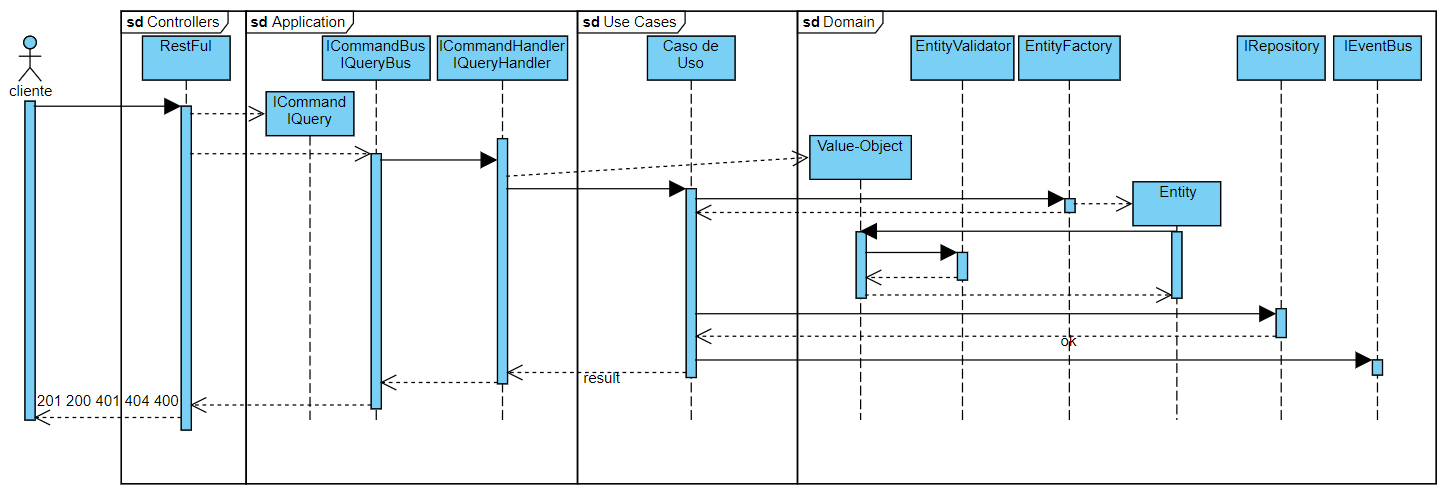 sd Controllers
sd Application
sd Use Cases
sd Domain
cliente
RestFul
ICommandBus
IQueryBus
ICommandHandler
IQueryHandler
Caso de
Uso
EntityValidator
EntityFactory
IRepository
IEventBus
ICommand
IQuery
Value-Object
Entity
ok
result
201 200 401 404 400